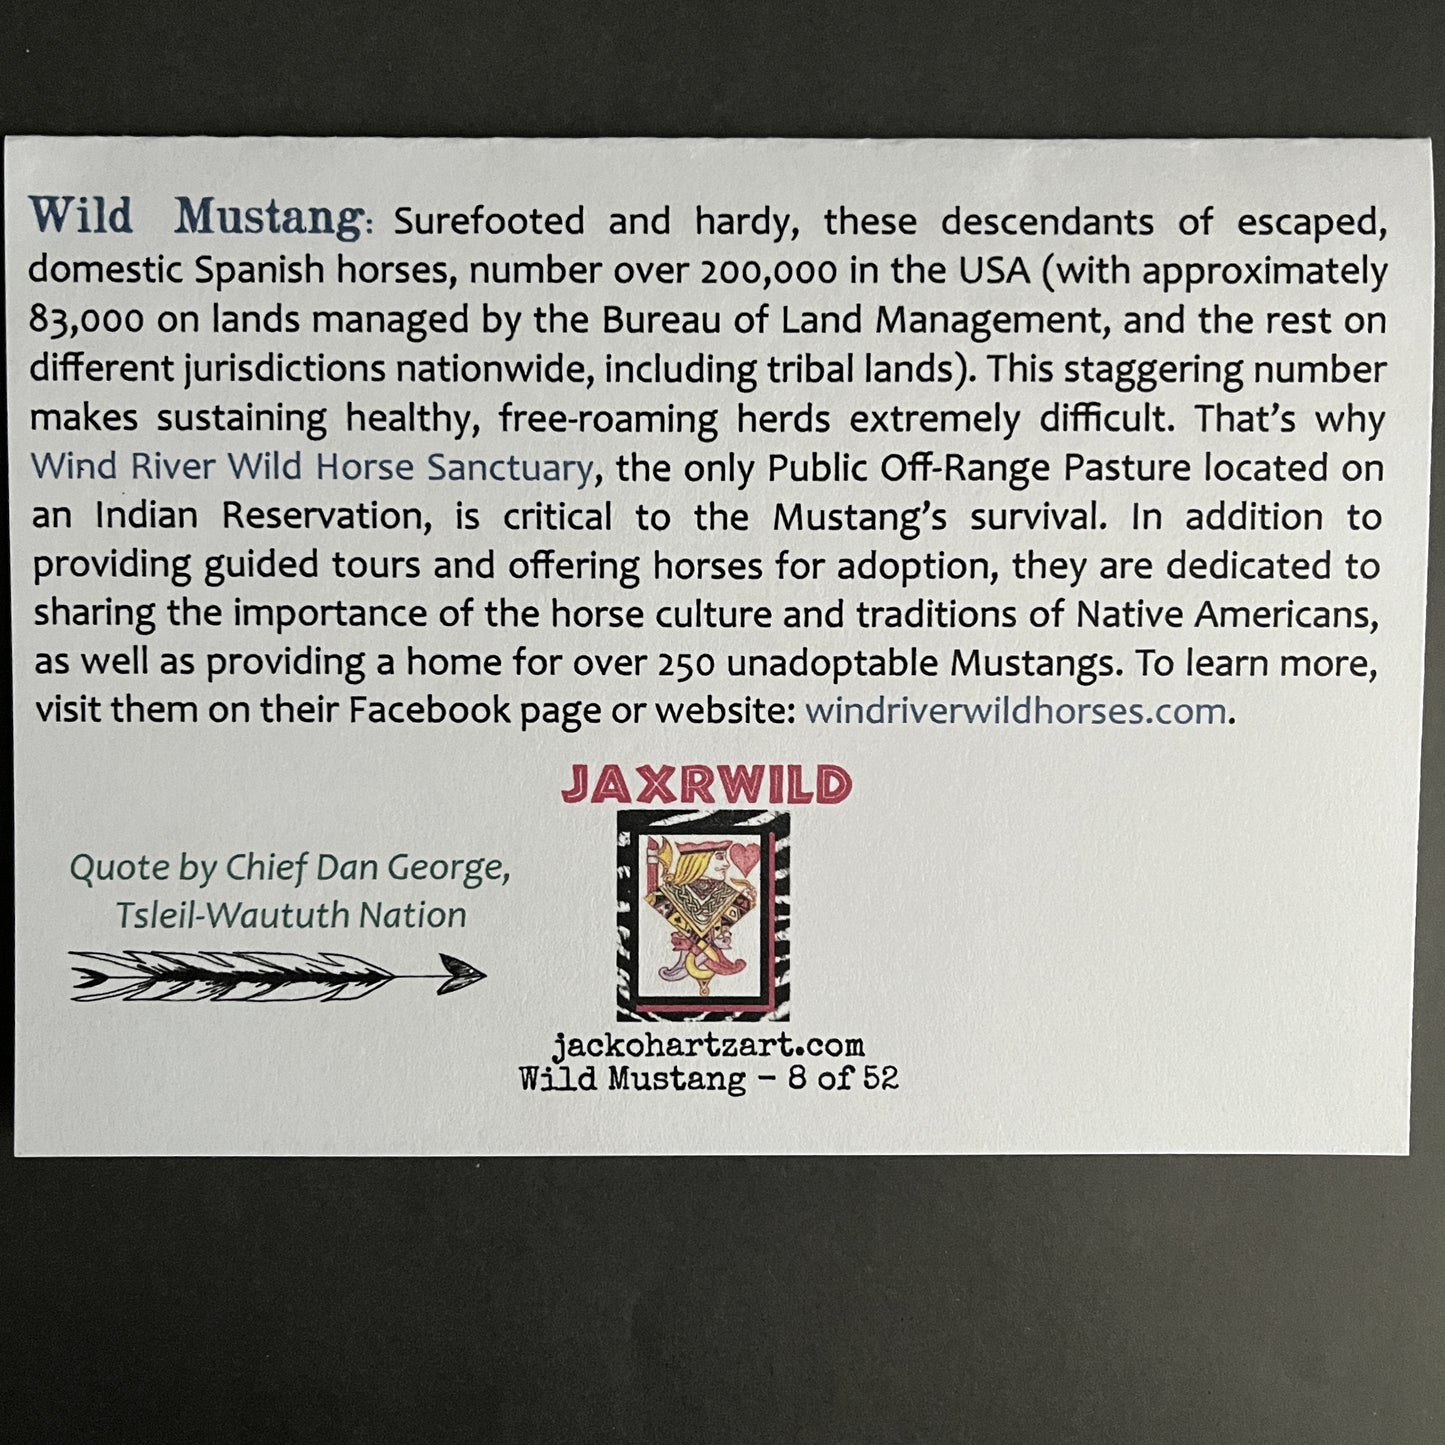 Wild Mustang: Surefooted and hardy, these descendants of escaped,
domestic Spanish horses, number over 200,000 in the USA (with approximately
83,000 on lands managed by the Bureau of Land Management, and the rest on
different jurisdictions nationwide, including tribal lands). This staggering number
makes sustaining healthy, free-roaming herds extremely difficult. That's why
Wind River Wild Horse Sanctuary, the only Public Off-Range Pasture located on
an Indian Reservation, is critical to the Mustang's survival. In addition to
providing guided tours and offering horses for adoption, they are dedicated to
sharing the importance of the horse culture and traditions of Native Americans,
as well as providing a home for over 250 unadoptable Mustangs. To learn more,
visit them on their Facebook page or website: windriverwildhorses.com.
JAXRWILD
Quote by Chief Dan George,
Tsleil-Waututh Nation
jackohartzart.com
Wild Mustang – 8 of 52